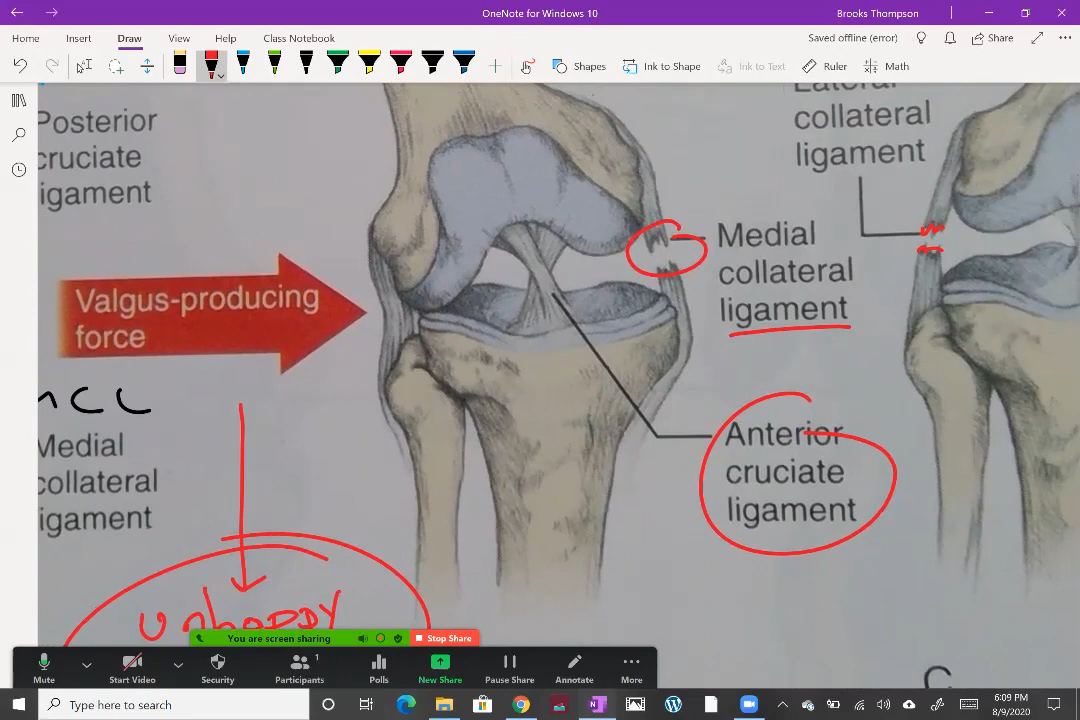 OneNote for Windows 10
Brooks Thompson
Home
Insert
Draw
View
Help
Class Notebook
Saved offline (error)
Share
Shapes
Ink to Shape
Ink to Text
Ruler
Math
Posterior
cruciate
ligament
Lateral
collateral
ligament
Medial
collateral
ligament
Valgus-producing
force
MCL
Medial
collateral
ligament
Anterior
cruciate
ligament
Unhappy
C
You are screen sharing
Stop Share
Mute
Start Video
Security
1
Participants
Polls
New Share
Pause Share
Annotate
More
Type here to search
6:09 PM
8/9/2020